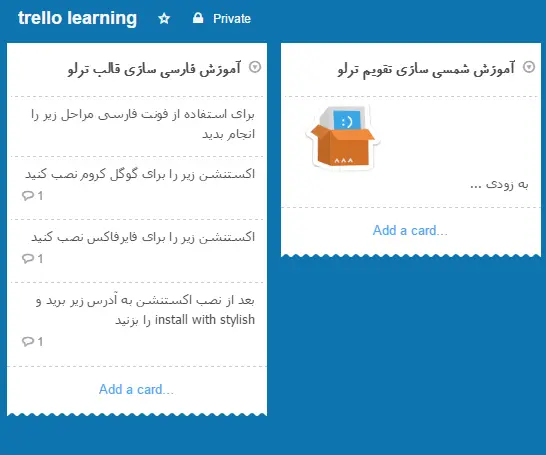 trello learning
Private
آموزش فارسی سازی قالب ترلو
برای استفاده از فونت فارسی مراحل زیر را
انجام بدید
اکستنشن زیر را برای گوگل کروم نصب کنید
1
اکستنشن زیر را برای فایرفاکس نصب کنید
1
بعد از نصب اکستنشن به آدرس زیر برید و
install with stylish را بزنید
1
Add a card...
آموزش شمسی سازی تقویم ترلو
:)
به زودی ...
Add a card...